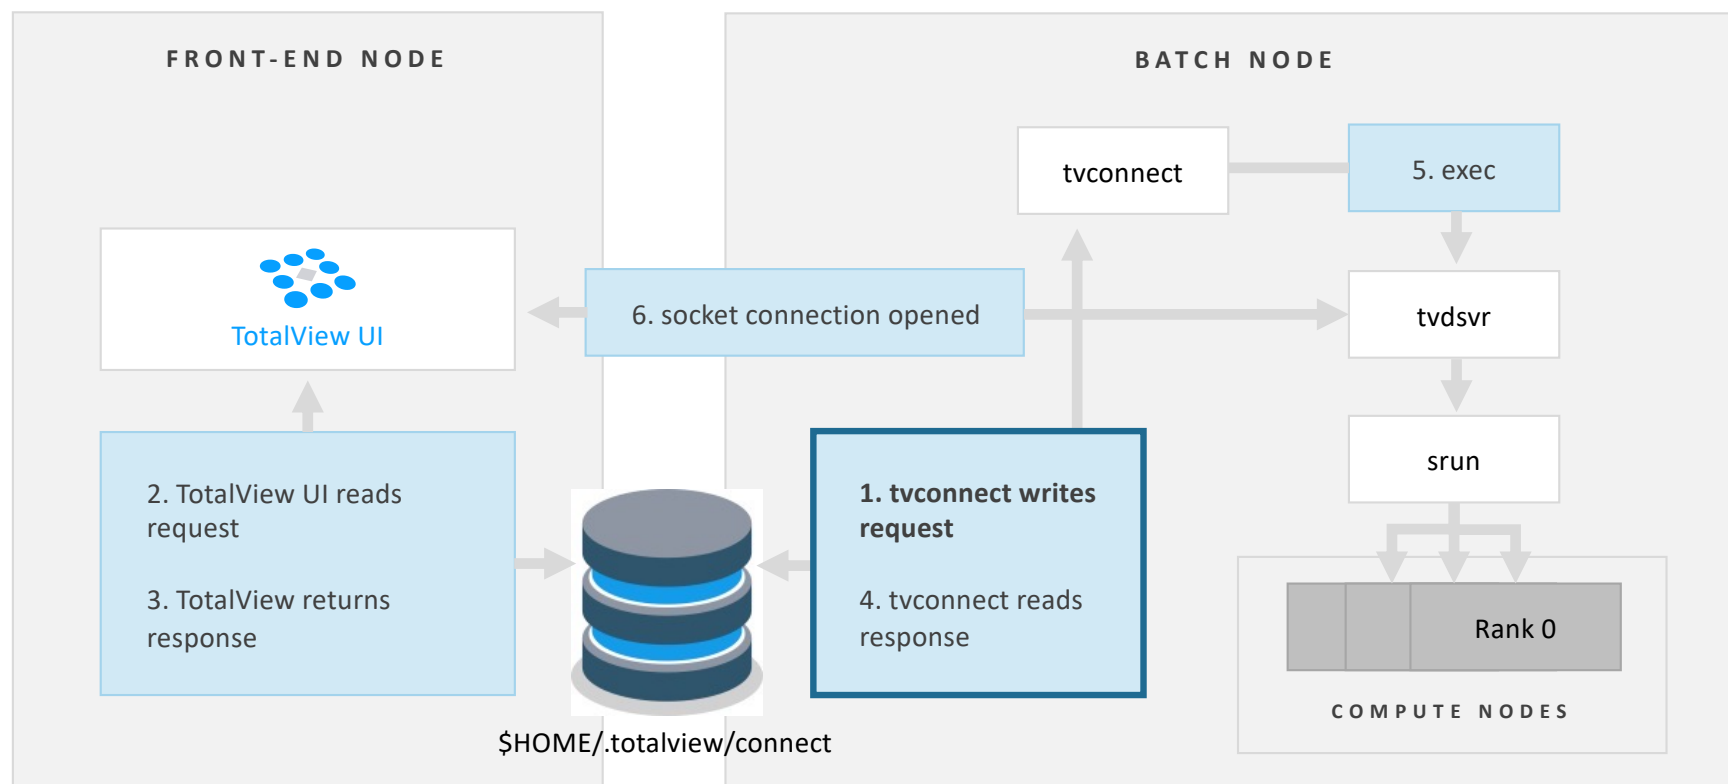 FRONT-END NODE
BATCH NODE
tvconnect
5. exec
TotalView UI
6. socket connection opened
tvdsvr
srun
2. TotalView UI reads
request
3. TotalView returns
response
1. tvconnect writes
request
4. tvconnect reads
response
Rank 0
COMPUTE NODES
$HOME/.totalview/connect